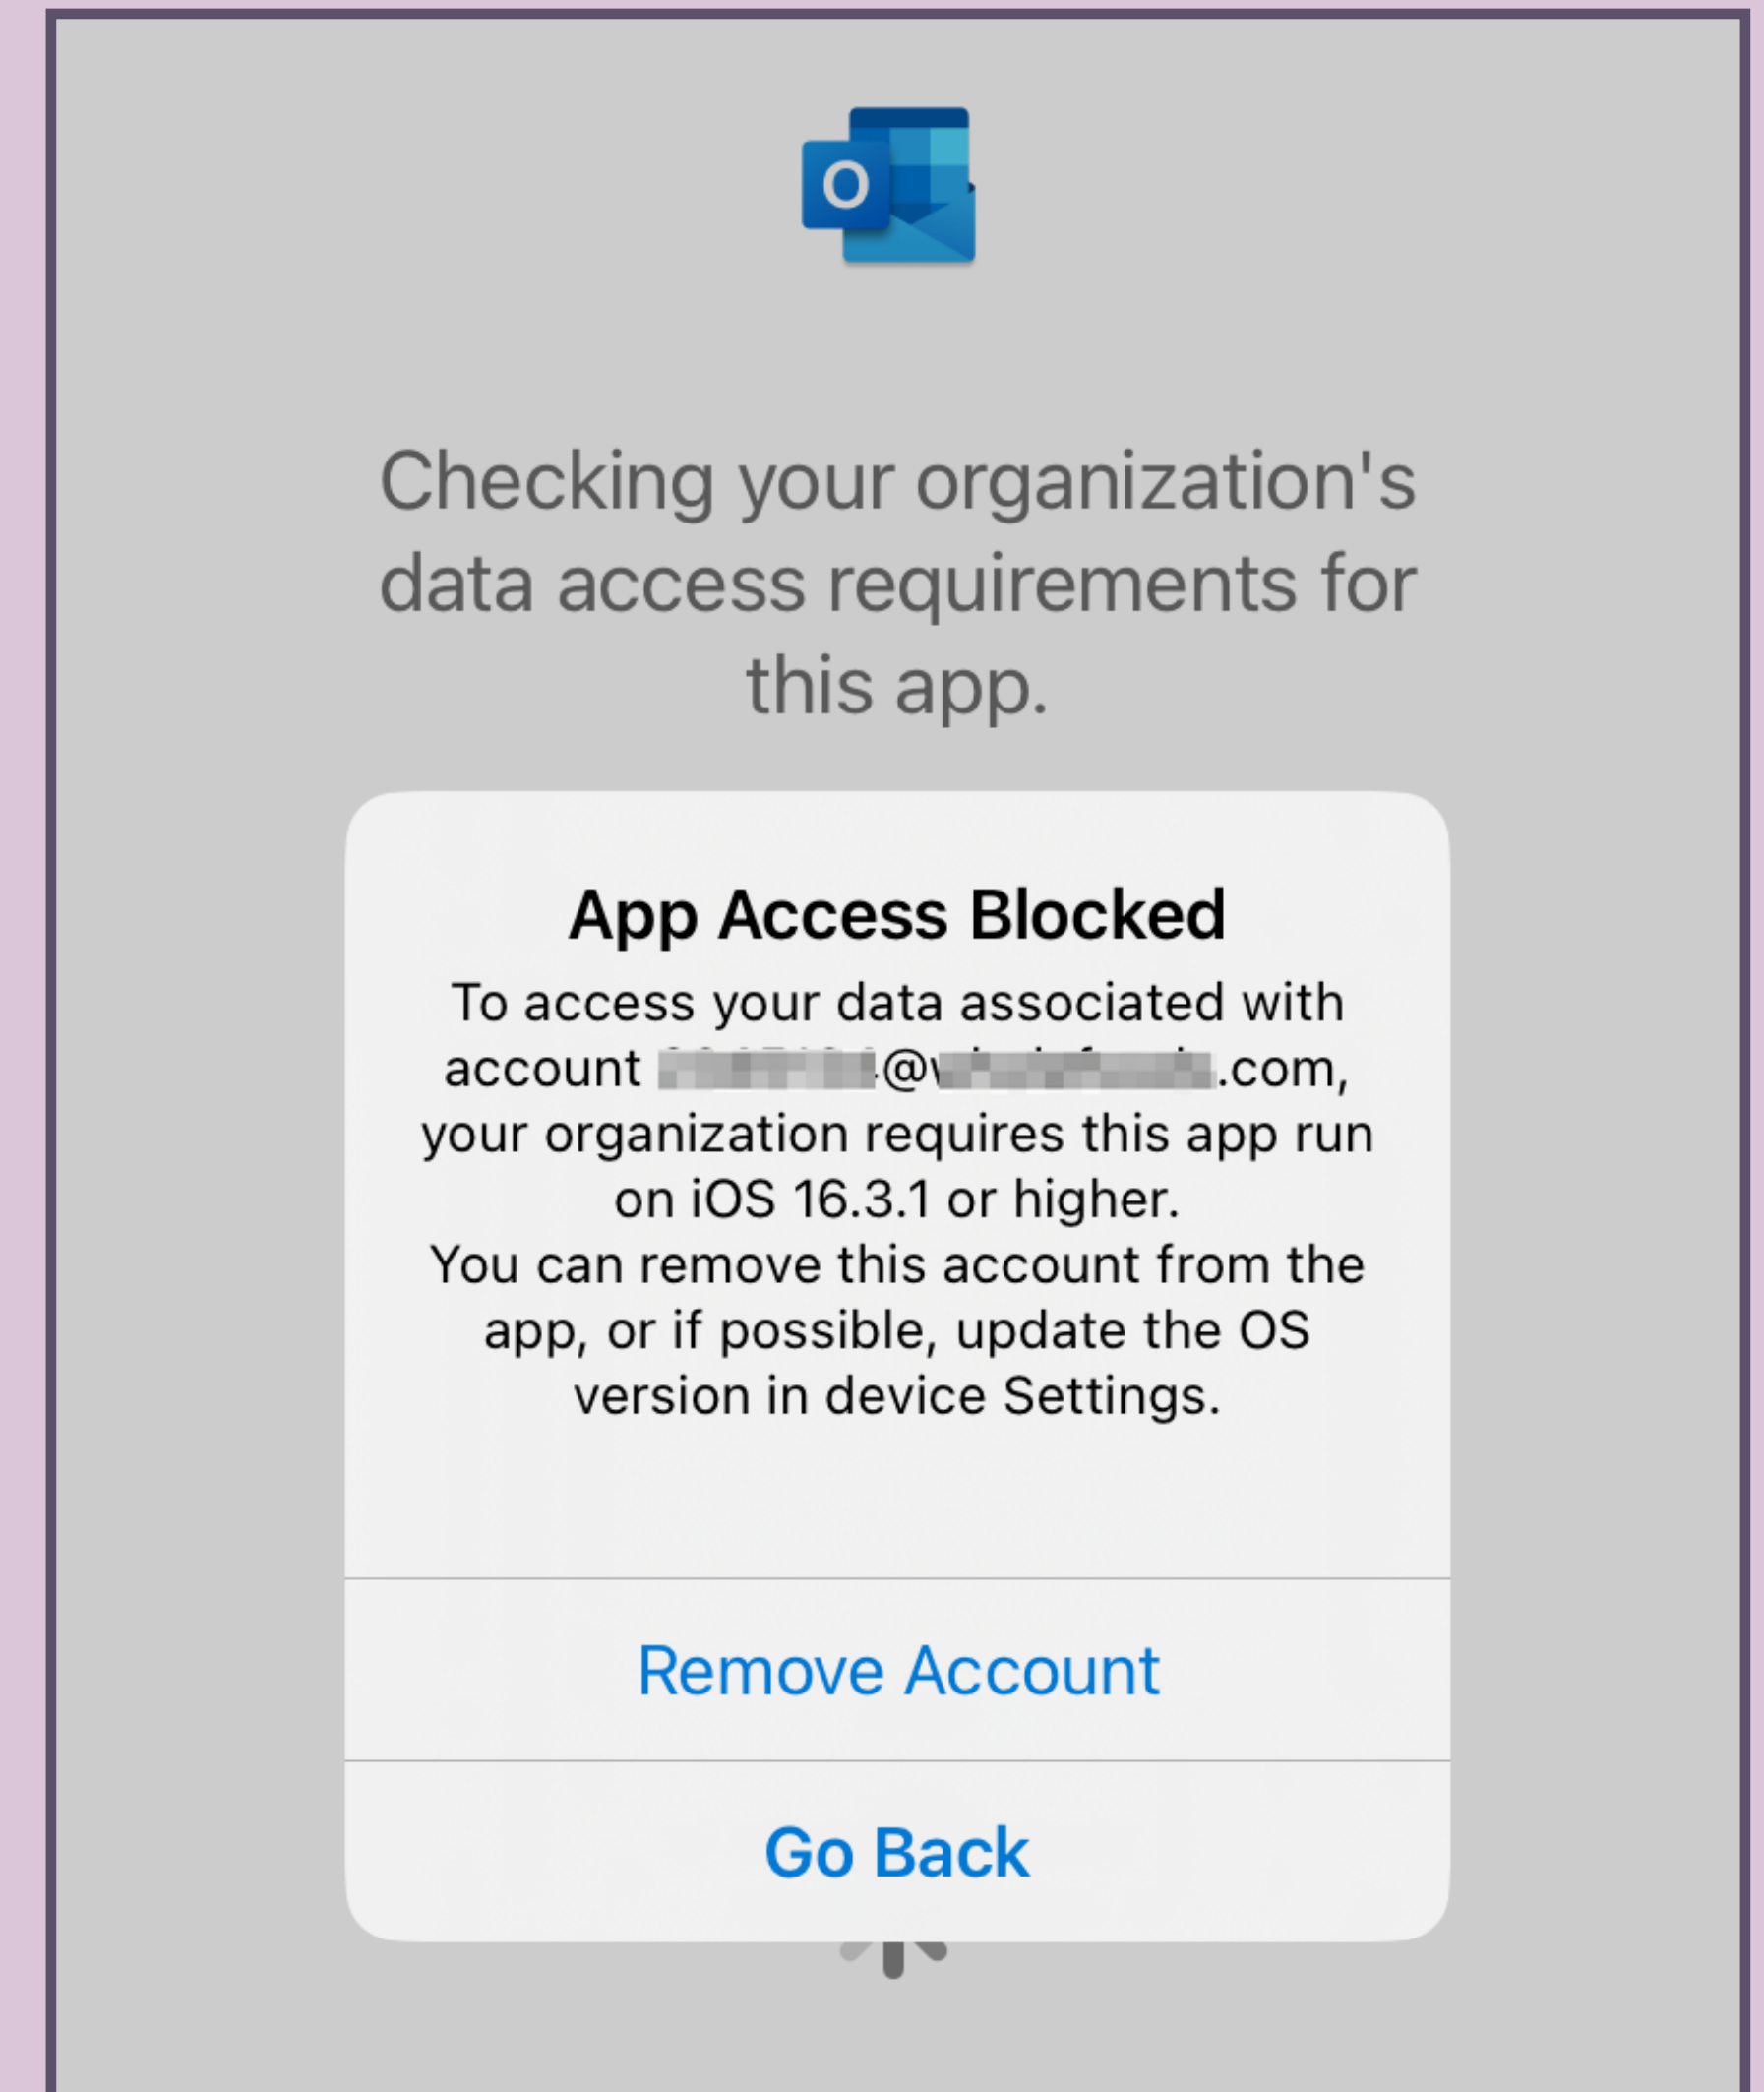 O
Checking your organization's
data access requirements for
this app.
App Access Blocked
To access your data associated with
account @ .com,
your organization requires this app run
on iOS 16.3.1 or higher.
You can remove this account from the
app, or if possible, update the OS
version in device Settings.
Remove Account
Go Back